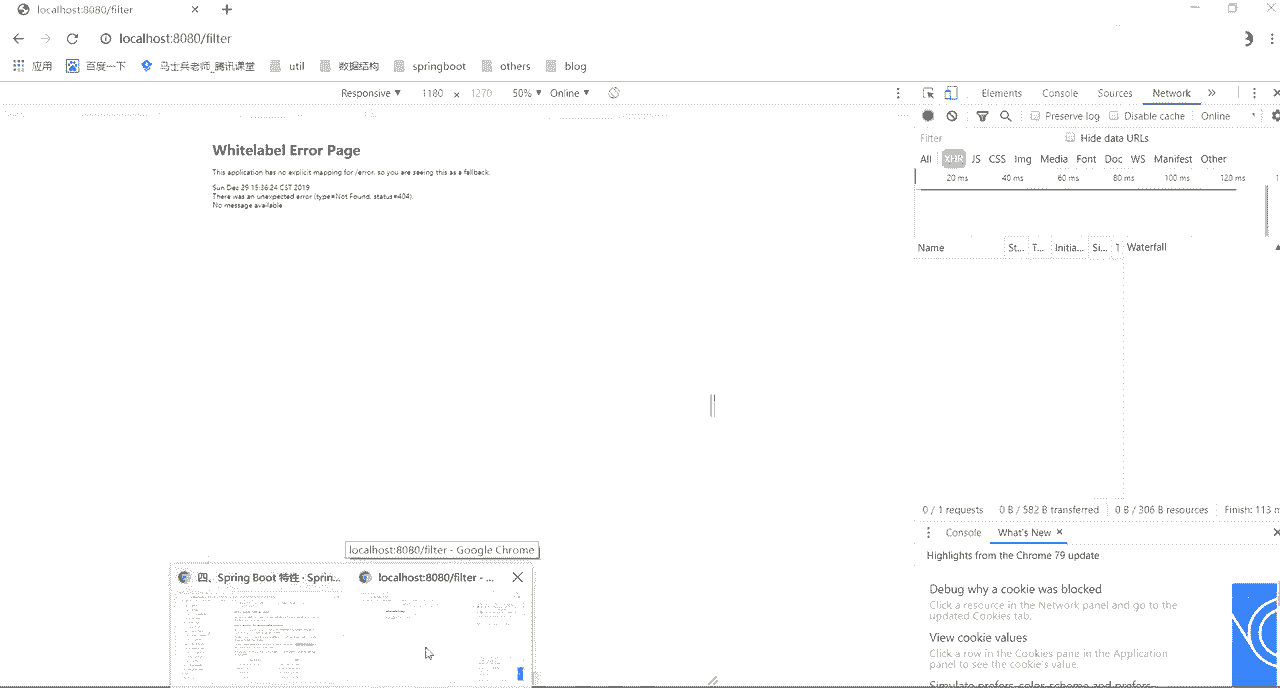 localhost:8080/filter
localhost:8080/filter
应用 百度一下 马士兵老师_腾讯课堂 util 数据结构 springboot others blog
Responsive ▼ 1180 × 1270 50% ▼ Online ▼
Elements Console Sources Network »
Preserve log Disable cache Online
Filter Hide data URLs
All XHR JS CSS Img Media Font Doc WS Manifest Other
20 ms 40 ms 60 ms 80 ms 100 ms 120 ms
Whitelabel Error Page
This application has no explicit mapping for /error, so you are seeing this as a fallback.
Sun Dec 29 15:36:24 CST 2019
There was an unexpected error (type=Not Found, status=404).
No message available
Name St... T... Initia... Si... T Waterfall
0 / 1 requests 0 B / 582 B transferred 0 B / 306 B resources Finish: 113 m
Console What's New ×
Highlights from the Chrome 79 update
Debug why a cookie was blocked
Click a resource in the Network panel and go to the
updated Cookies tab.
View cookie values
Click a row in the Cookies pane in the Application
panel to see the cookie's value.
Simulate prefers-color-scheme and prefers-
localhost:8080/filter - Google Chrome
四、Spring Boot 特性 · Sprin...
localhost:8080/filter - ...